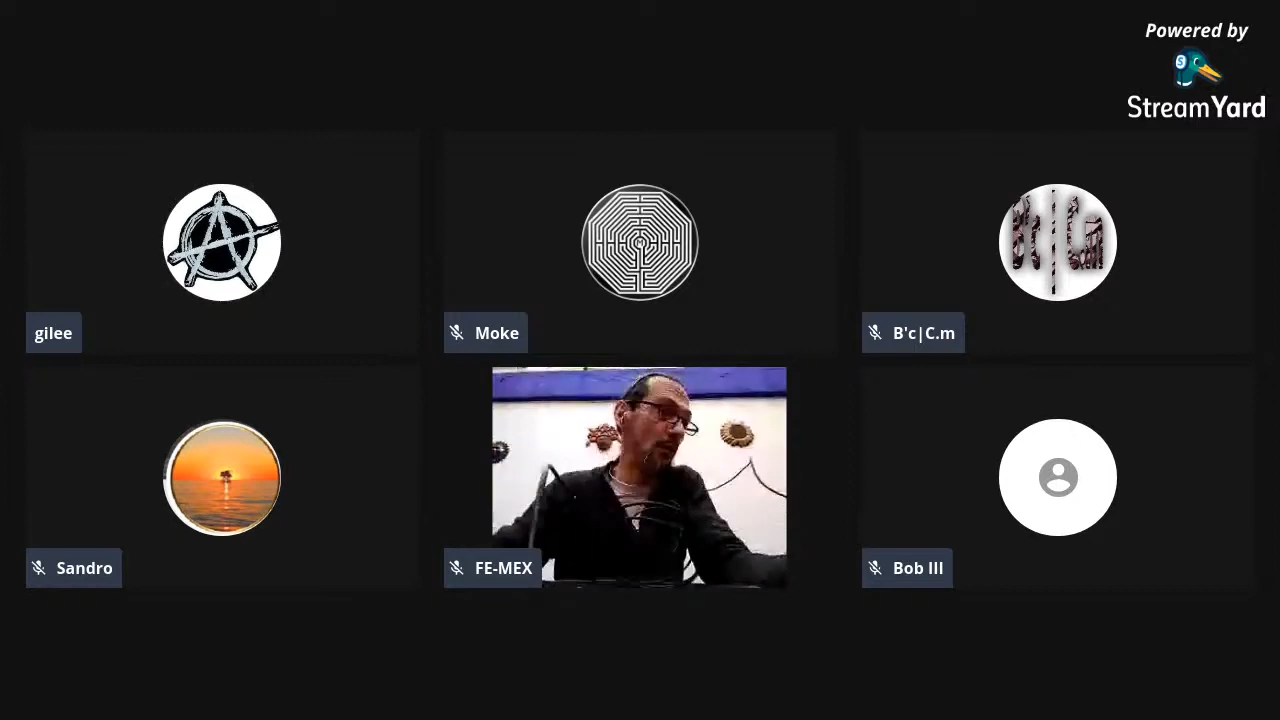 Powered by
StreamYard
gilee
Moke
B'c|C.m
B'c|C.m
Sandro
FE-MEX
Bob III